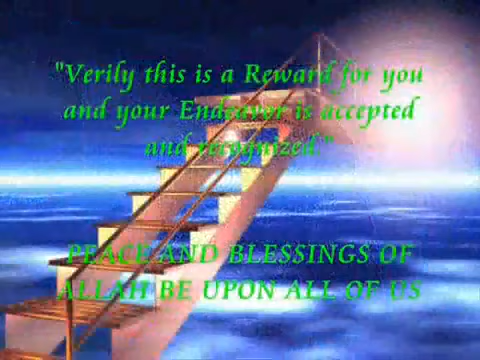 "Verily this is a Reward for you
and your Endeavor is accepted
and recognized."
PEACE AND BLESSINGS OF
ALLAH BE UPON ALL OF US